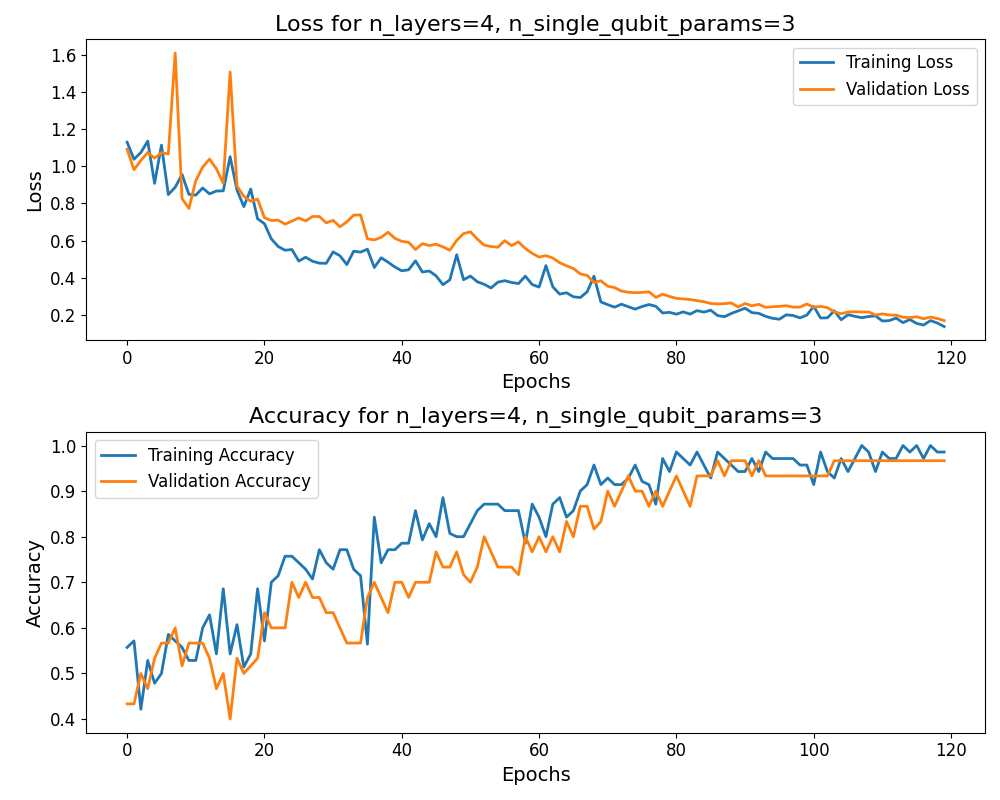 Loss for n_layers=4, n_single_qubit_params=3
1.6
1.4
1.2
1.0
0.8
0.6
0.4
0.2
Loss
Training Loss
Validation Loss
0 20 40 60 80 100 120
Epochs
Accuracy for n_layers=4, n_single_qubit_params=3
1.0
0.9
0.8
0.7
0.6
0.5
0.4
Accuracy
Training Accuracy
Validation Accuracy
0 20 40 60 80 100 120
Epochs